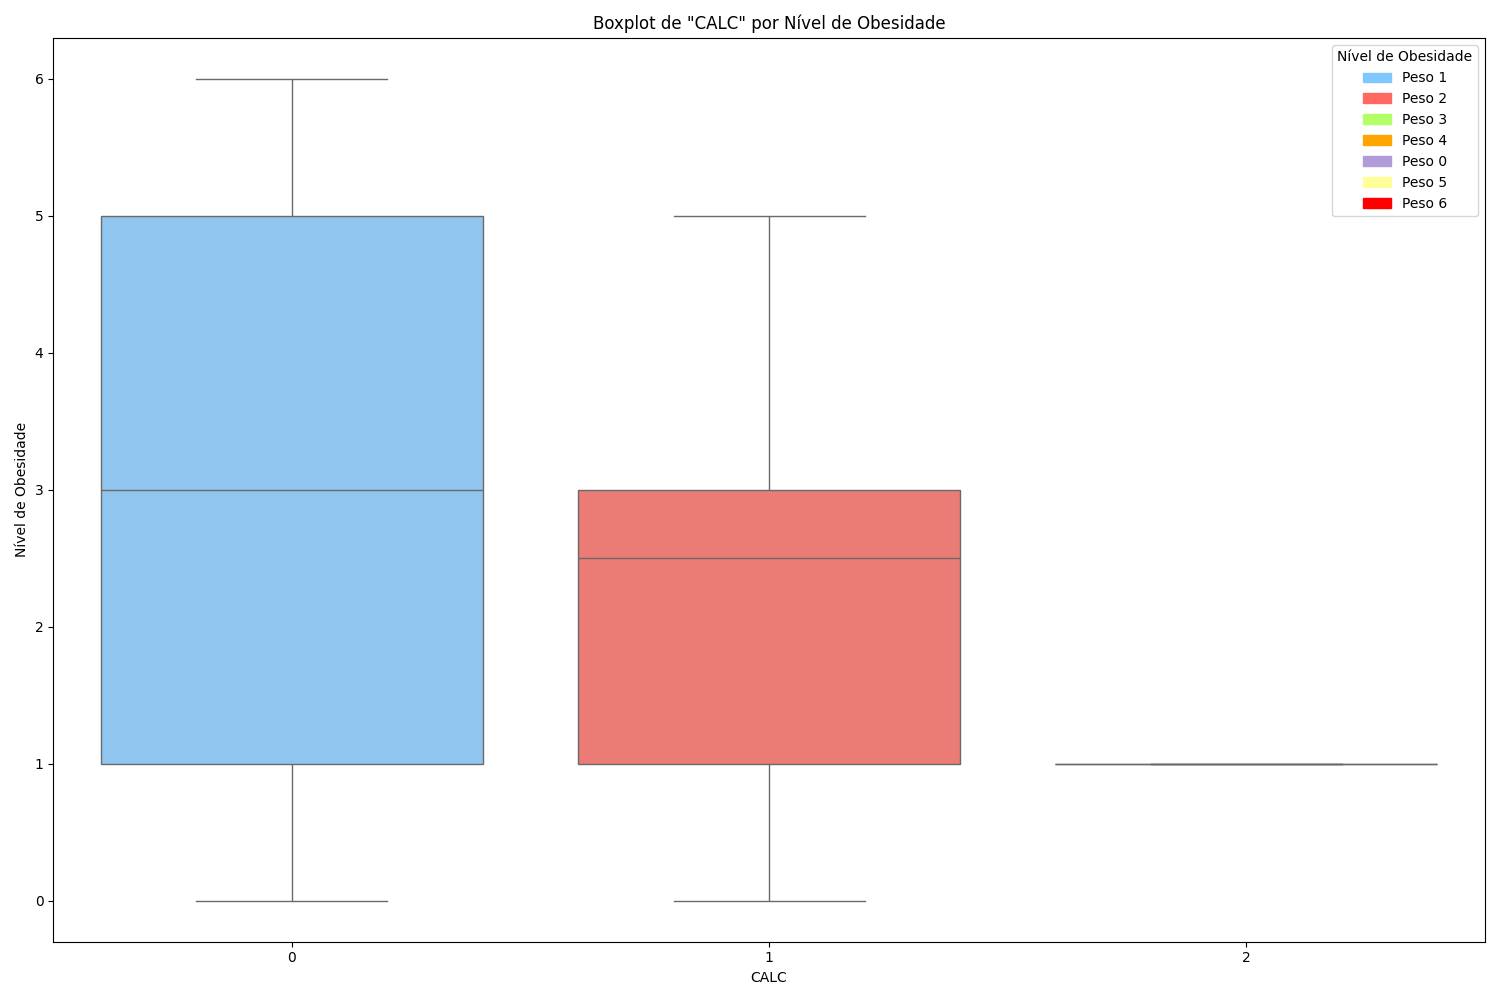 Boxplot de "CALC" por Nível de Obesidade
Nível de Obesidade
Peso 1
Peso 2
Peso 3
Peso 4
Peso 0
Peso 5
Peso 6
Nível de Obesidade
6
5
4
3
2
1
0
0
1
2
CALC